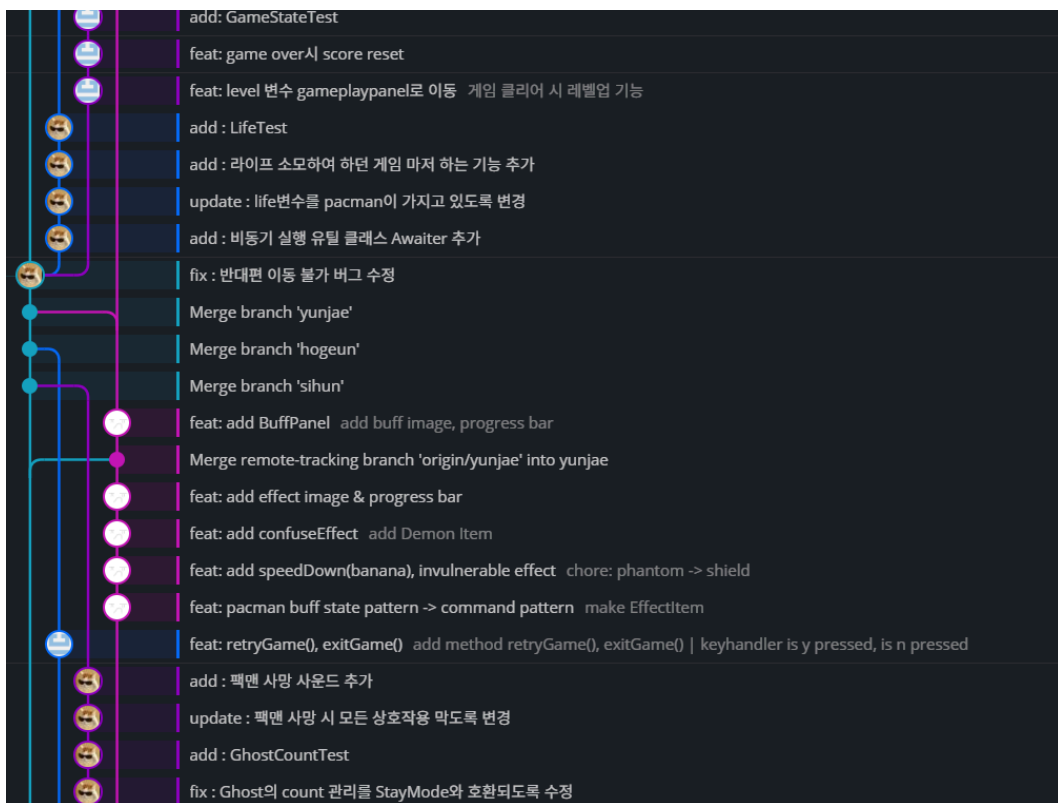 add: GameStateTest
feat: game over시 score reset
feat: level 변수 gameplaypanel로 이동 게임 클리어 시 레벨업 기능
add : LifeTest
add : 라이프 소모하여 하던 게임 마저 하는 기능 추가
update : life변수를 pacman이 가지고 있도록 변경
add : 비동기 실행 유틸 클래스 Awaiter 추가
fix : 반대편 이동 불가 버그 수정
Merge branch 'yunjae'
Merge branch 'hogeun'
Merge branch 'sihun'
feat: add BuffPanel add buff image, progress bar
Merge remote-tracking branch 'origin/yunjae' into yunjae
feat: add effect image & progress bar
feat: add confuseEffect add Demon Item
feat: add speedDown(banana), invulnerable effect chore: phantom -> shield
feat: pacman buff state pattern -> command pattern make EffectItem
feat: retryGame(), exitGame() add method retryGame(), exitGame() | keyhandler is y pressed, is n pressed
add : 팩맨 사망 사운드 추가
update : 팩맨 사망 시 모든 상호작용 막도록 변경
add : GhostCountTest
fix : Ghost의 count 관리를 StayMode와 호환되도록 수정